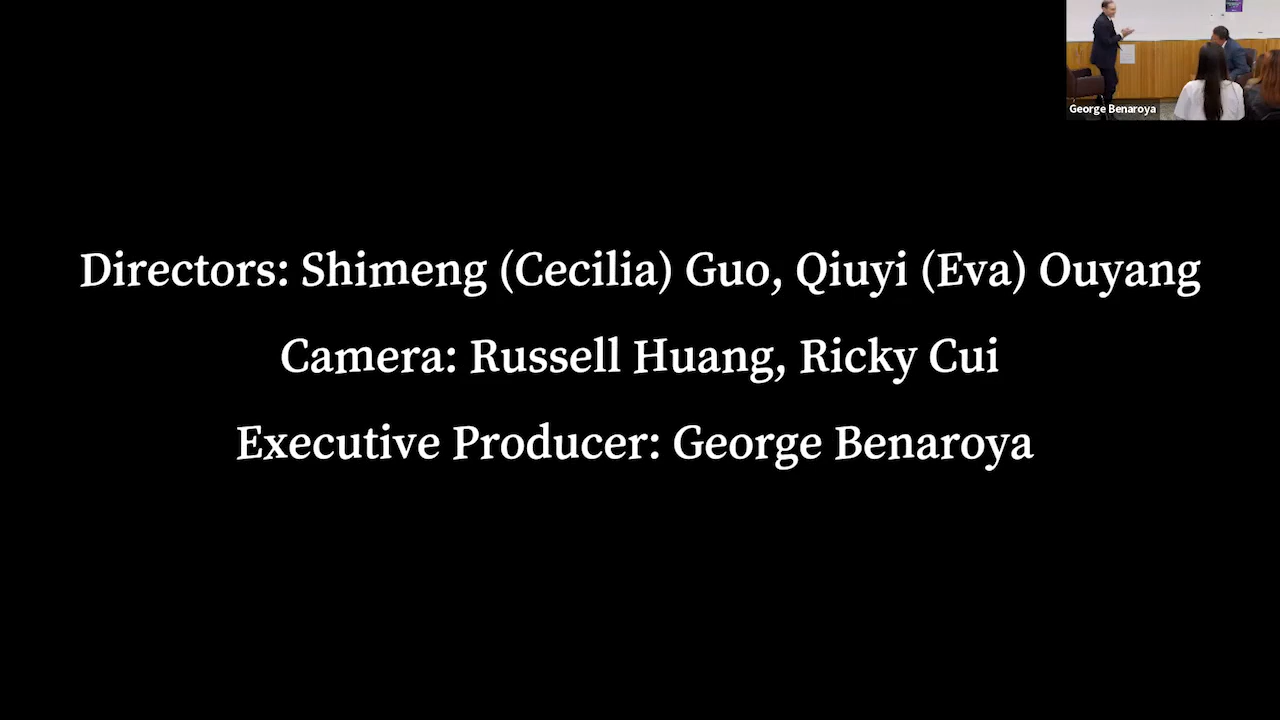 George Benaroya
Directors: Shimeng (Cecilia) Guo, Qiuyi (Eva) Ouyang
Camera: Russell Huang, Ricky Cui
Executive Producer: George Benaroya